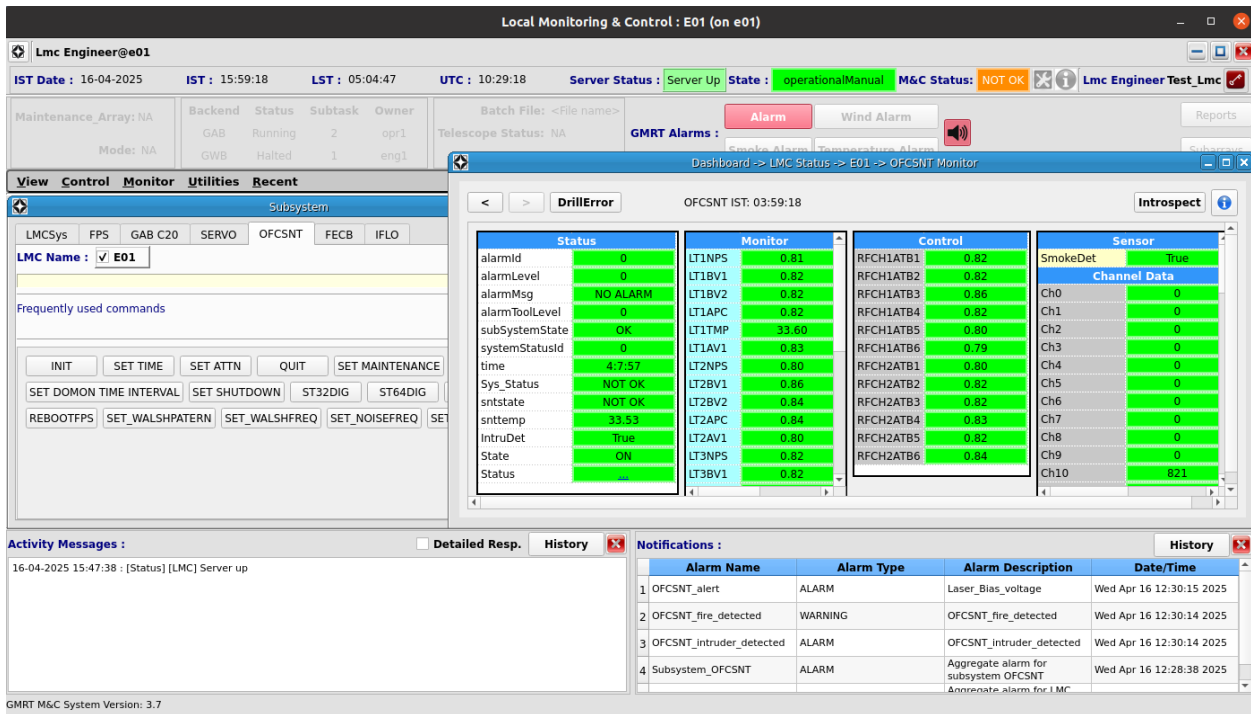 Local Monitoring & Control : E01 (on e01)
Lmc Engineer@e01
IST Date : 16-04-2025 IST : 15:59:18 LST : 05:04:47 UTC : 10:29:18 Server Status : Server Up State : operationalManual M&C Status: NOT OK Lmc Engineer Test_Lmc
Maintenance_Array: NA
Mode: NA
Backend Status Subtask Owner
GAB Running 2 opr1
GWB Halted 1 eng1
Batch File: <File name>
Telescope Status: NA
GMRT Alarms :
Alarm Wind Alarm
Smoke Alarm Temperature Alarm
Reports
Subarrays
View Control Monitor Utilities Recent
Subsystem
LMCSys FPS GAB C20 SERVO OFCSNT FECB IFLO
LMC Name : E01
Frequently used commands
INIT SET TIME SET ATTN QUIT SET MAINTENANCE
SET DOMON TIME INTERVAL SET SHUTDOWN ST32DIG ST64DIG
REBOOTFPS SET_WALSHPATERN SET_WALSHFREQ SET_NOISEFREQ SET
Dashboard -> LMC Status -> E01 -> OFCSNT Monitor
< > DrillError OFCSNT IST: 03:59:18 Introspect
Status
alarmId 0
alarmLevel 0
alarmMsg NO ALARM
alarmToolLevel 0
subSystemState OK
systemStatusId 0
time 4:7:57
Sys_Status NOT OK
sntstate NOT OK
snttemp 33.53
IntruDet True
State ON
Status ...
Monitor
LT1NPS 0.81
LT1BV1 0.82
LT1BV2 0.82
LT1APC 0.82
LT1TMP 33.60
LT1AV1 0.83
LT2NPS 0.80
LT2BV1 0.86
LT2BV2 0.84
LT2APC 0.84
LT2AV1 0.80
LT3NPS 0.82
LT3BV1 0.82
Control
RFCH1ATB1 0.82
RFCH1ATB2 0.82
RFCH1ATB3 0.86
RFCH1ATB4 0.82
RFCH1ATB5 0.80
RFCH1ATB6 0.79
RFCH2ATB1 0.80
RFCH2ATB2 0.82
RFCH2ATB3 0.82
RFCH2ATB4 0.83
RFCH2ATB5 0.82
RFCH2ATB6 0.84
Sensor
SmokeDet True
Channel Data
Ch0 0
Ch1 0
Ch2 0
Ch3 0
Ch4 0
Ch5 0
Ch6 0
Ch7 0
Ch8 0
Ch9 0
Ch10 821
Activity Messages : Detailed Resp. History
16-04-2025 15:47:38 : [Status] [LMC] Server up
Notifications : History
Alarm Name Alarm Type Alarm Description Date/Time
1 OFCSNT_alert ALARM Laser_Bias_voltage Wed Apr 16 12:30:15 2025
2 OFCSNT_fire_detected WARNING OFCSNT_fire_detected Wed Apr 16 12:30:14 2025
3 OFCSNT_intruder_detected ALARM OFCSNT_intruder_detected Wed Apr 16 12:30:14 2025
4 Subsystem_OFCSNT ALARM Aggregate alarm for subsystem OFCSNT Wed Apr 16 12:28:38 2025
Aggregate alarm for LMC
GMRT M&C System Version: 3.7